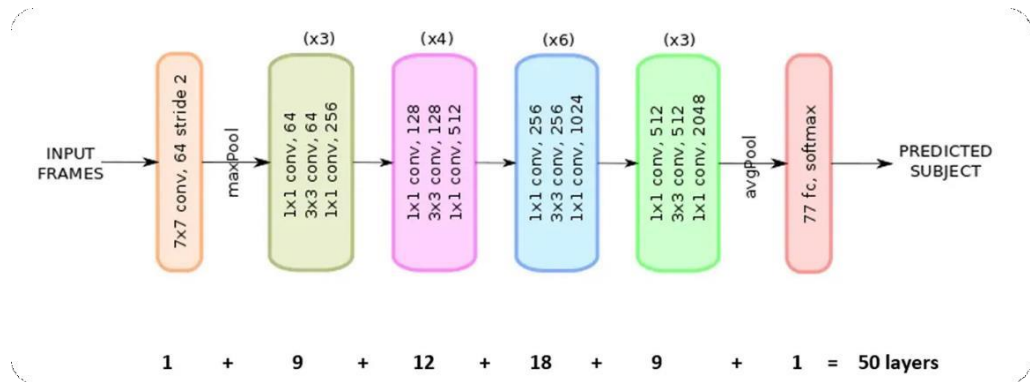 (x3)
(x4)
(x6)
(x3)
INPUT
FRAMES
7x7 conv, 64 stride 2
maxPool
1x1 conv, 64
3x3 conv, 64
1x1 conv, 256
1x1 conv, 128
3x3 conv, 128
1x1 conv, 512
1x1 conv, 256
3x3 conv, 256
1x1 conv, 1024
1x1 conv, 512
3x3 conv, 512
1x1 conv, 2048
avgPool
77 fc, softmax
PREDICTED
SUBJECT
1 + 9 + 12 + 18 + 9 + 1 = 50 layers